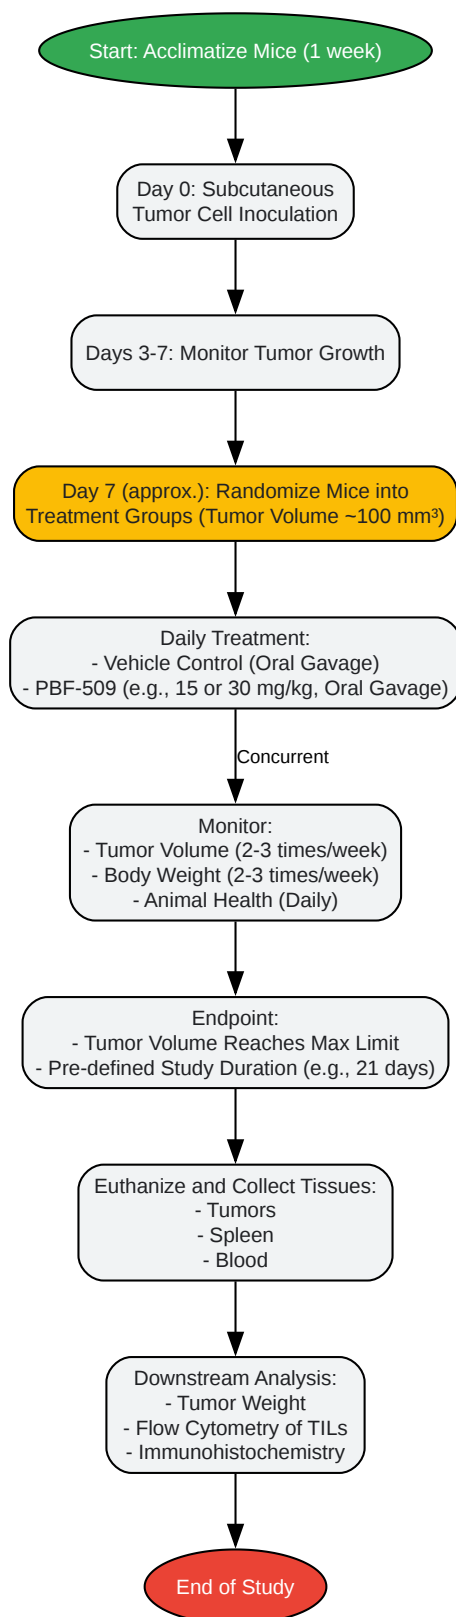 Start: Acclimatize Mice (1 week)
Day 0: Subcutaneous
Tumor Cell Inoculation
Days 3-7: Monitor Tumor Growth
Day 7 (approx.): Randomize Mice into
Treatment Groups (Tumor Volume ~100 mm³)
Daily Treatment:
- Vehicle Control (Oral Gavage)
- PBF-509 (e.g., 15 or 30 mg/kg, Oral Gavage)
Concurrent
Monitor:
- Tumor Volume (2-3 times/week)
- Body Weight (2-3 times/week)
- Animal Health (Daily)
Endpoint:
- Tumor Volume Reaches Max Limit
- Pre-defined Study Duration (e.g., 21 days)
Euthanize and Collect Tissues:
- Tumors
- Spleen
- Blood
Downstream Analysis:
- Tumor Weight
- Flow Cytometry of TILs
- Immunohistochemistry
End of Study